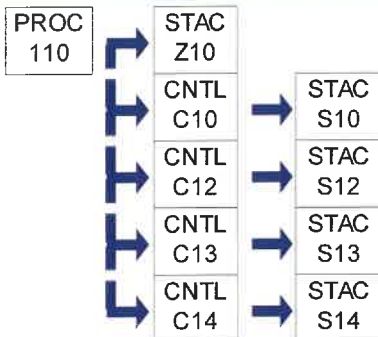 PROC
110
STAC
Z10
CNTL
C10
STAC
S10
CNTL
C12
STAC
S12
CNTL
C13
STAC
S13
CNTL
C14
STAC
S14